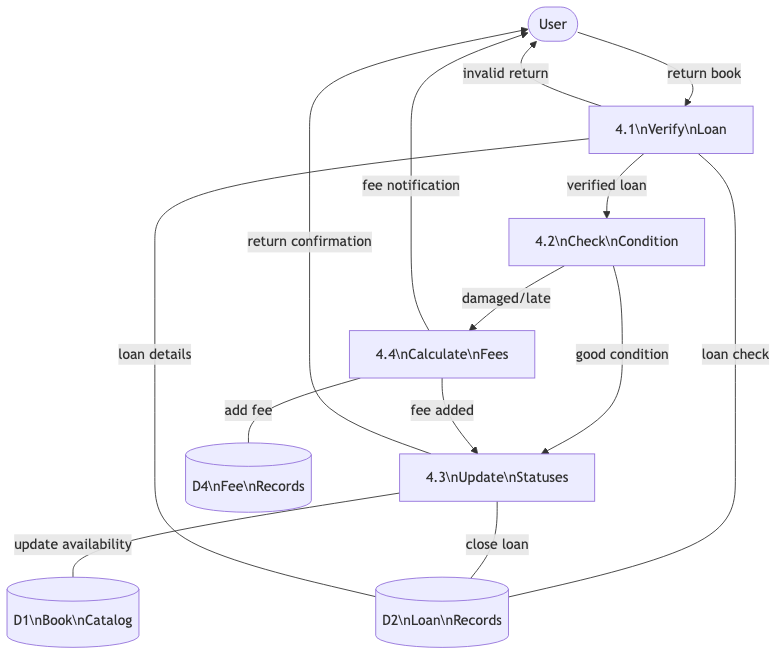 User
invalid return
return book
4.1\nVerify\nLoan
fee notification
verified loan
return confirmation
4.2\nCheck\nCondition
damaged/late
loan details
4.4\nCalculate\nFees
good condition
loan check
add fee
fee added
D4\nFee\nRecords
4.3\nUpdate\nStatuses
update availability
close loan
D1\nBook\nCatalog
D2\nLoan\nRecords